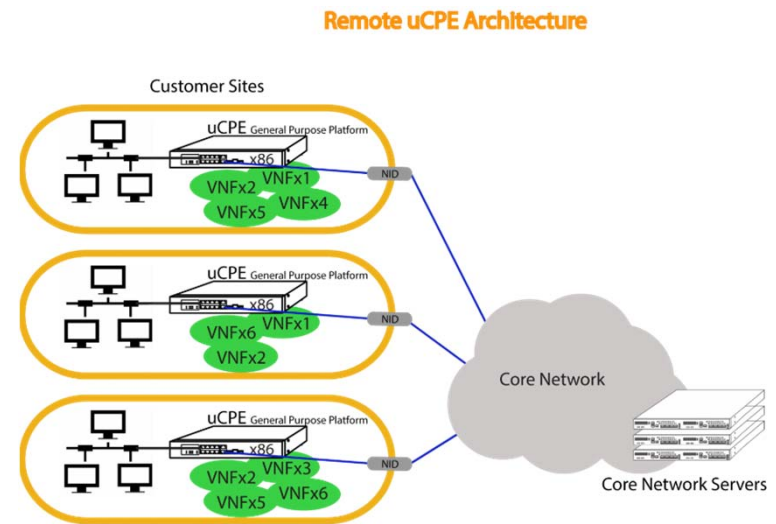 Remote uCPE Architecture
Customer Sites
uCPE General Purpose Platform
x86
VNFx1
VNFx2
VNFx4
VNFx5
NID
uCPE General Purpose Platform
x86
VNFx1
VNFx6
VNFx2
NID
Core Network
uCPE General Purpose Platform
x86
VNFx3
VNFx2
VNFx6
VNFx5
NID
Core Network Servers